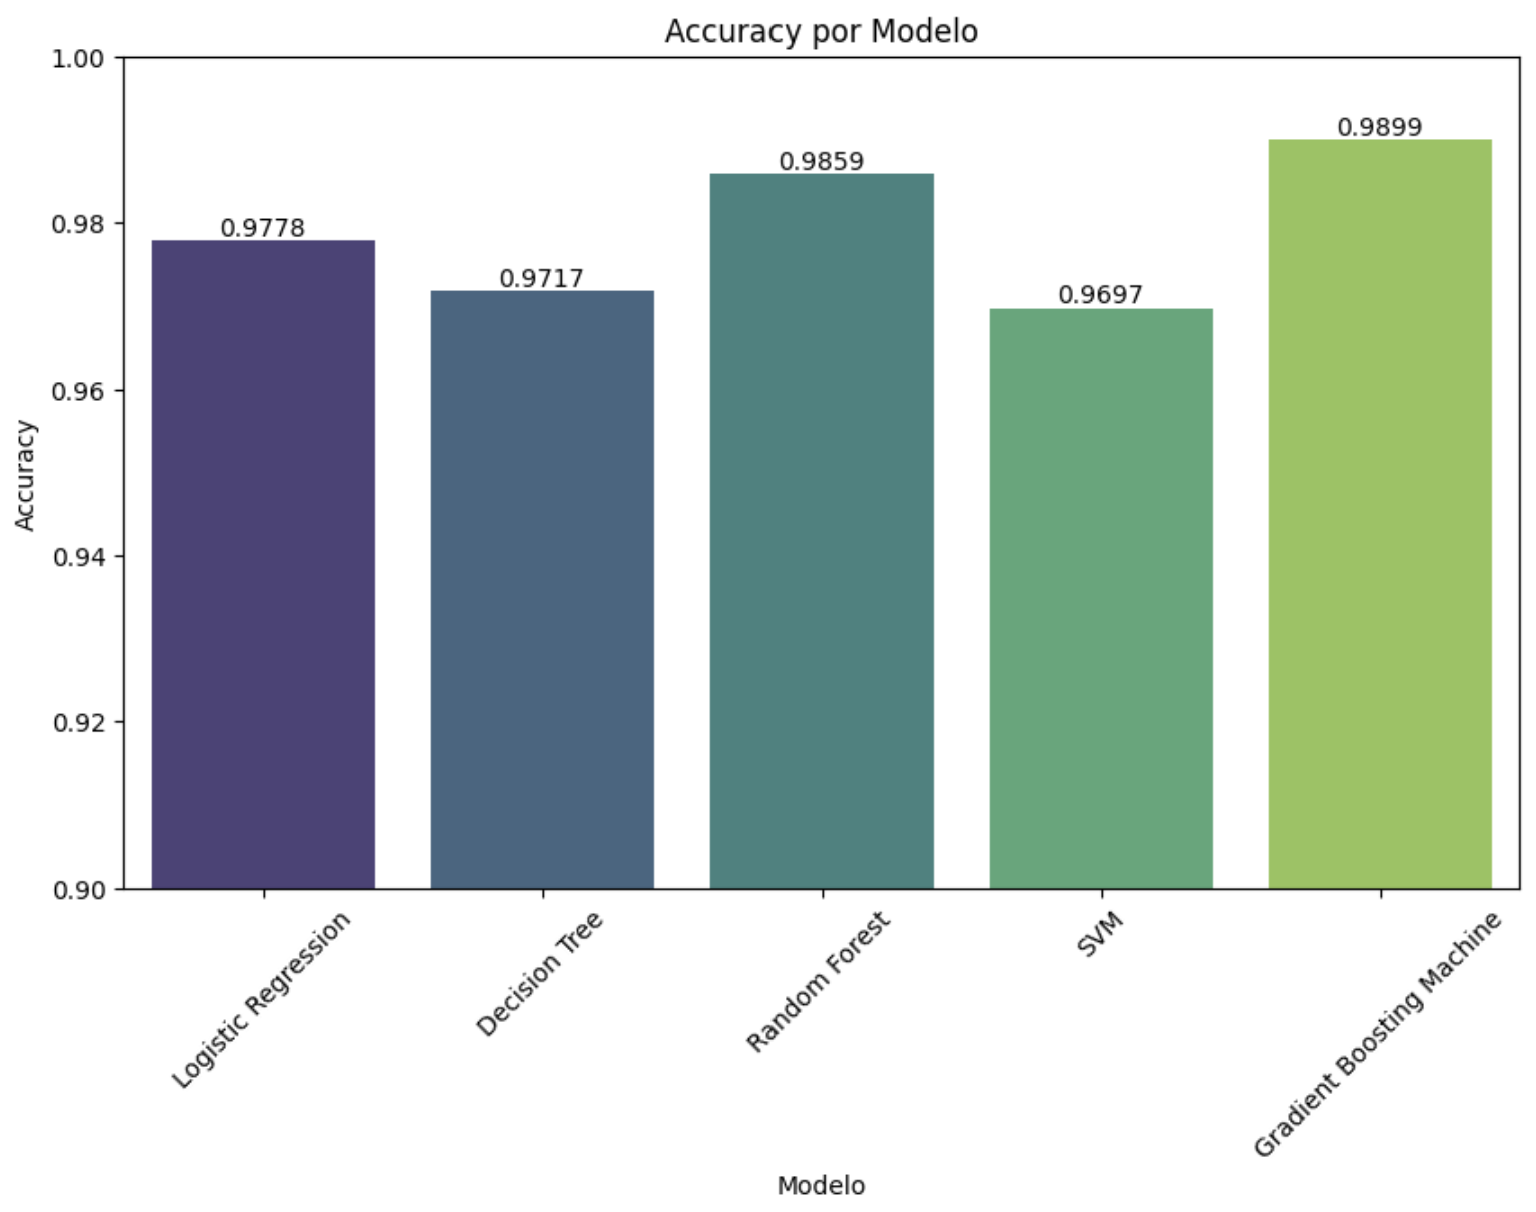 Accuracy por Modelo
1.00
0.98
0.96
0.94
0.92
0.90
Accuracy
0.9778
0.9717
0.9859
0.9697
0.9899
Logistic Regression
Decision Tree
Random Forest
SVM
Gradient Boosting Machine
Modelo